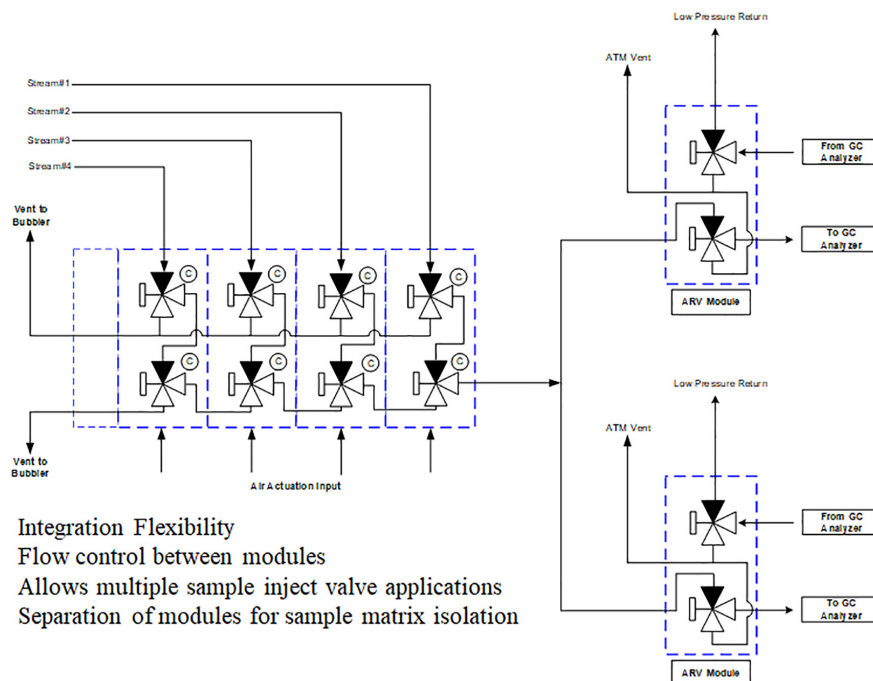 Low Pressure Return
ATM Vent
Stream#1
Stream#2
Stream#3
Stream#4
From GC
Analyzer
Vent to
Bubbler
To GC
Analyzer
C
C
C
C
ARV Module
C
C
C
C
Low Pressure Return
ATM Vent
Vent to
Bubbler
Air Actuation Input
From GC
Analyzer
Integration Flexibility
Flow control between modules
Allows multiple sample inject valve applications
Separation of modules for sample matrix isolation
To GC
Analyzer
ARV Module